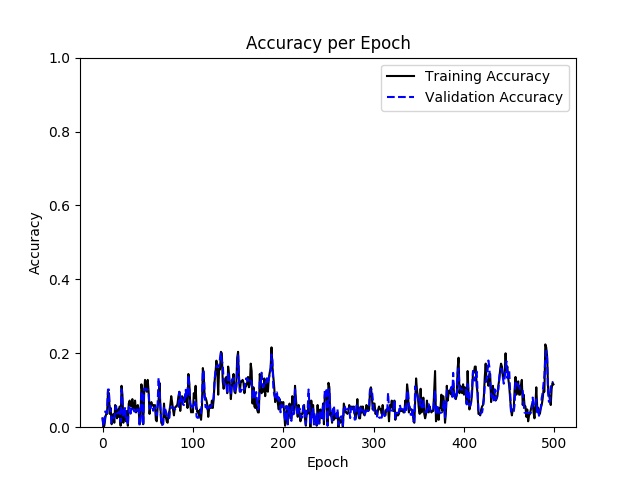 Accuracy per Epoch
Training Accuracy
Validation Accuracy
1.0
0.8
0.6
0.4
0.2
0.0
Accuracy
0 100 200 300 400 500
Epoch